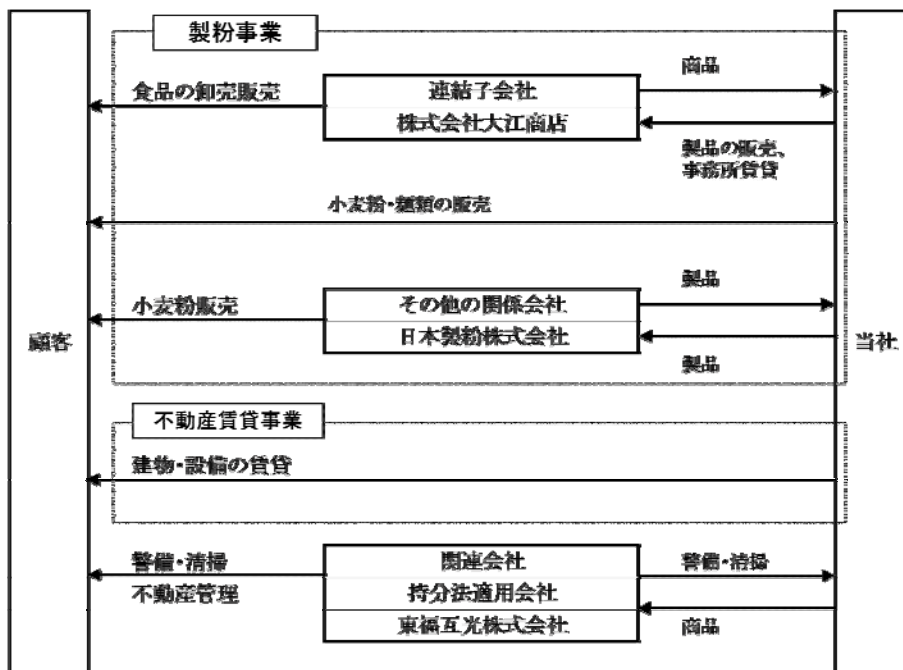 製粉事業
商品
食品の卸売販売
連結子会社
株式会社大江商店
製品の販売、
事務所賃貸
小麦粉・麺類の販売
製品
小麦粉販売
その他の関係会社
日本製粉株式会社
製品
顧客
当社
不動産賃貸事業
建物・設備の賃貸
警備・清掃
不動産管理
関連会社
持分法適用会社
東福互光株式会社
警備・清掃
商品